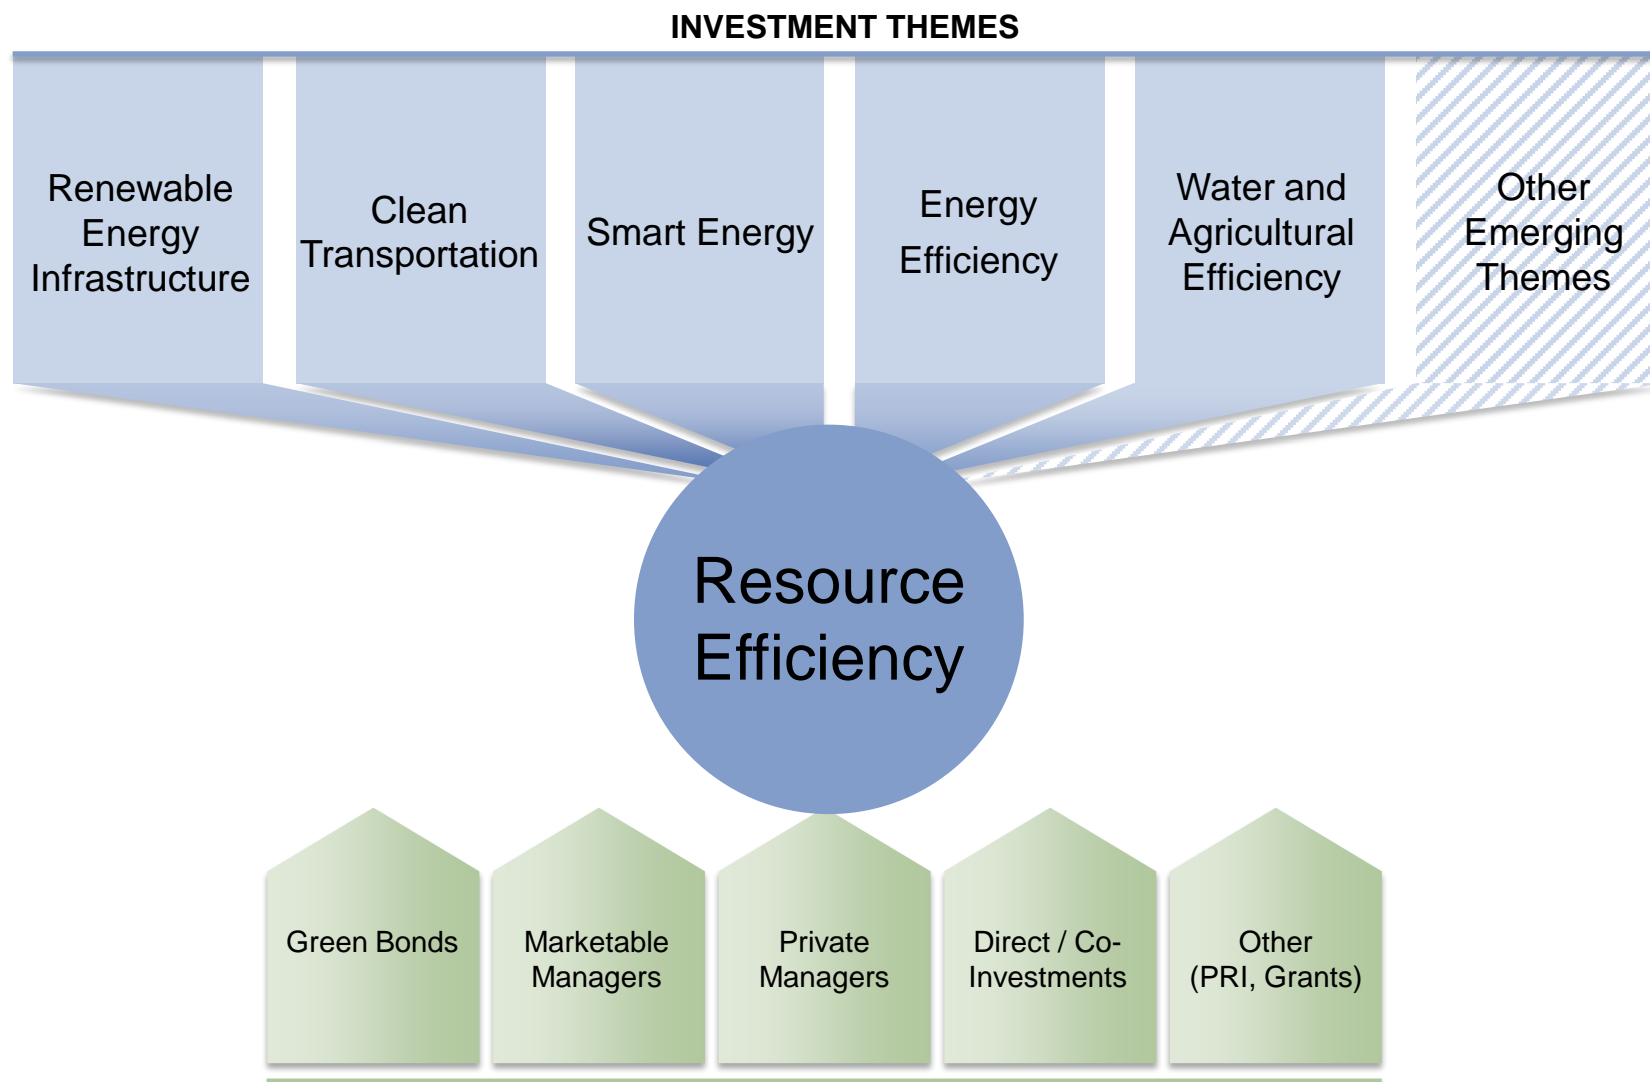 INVESTMENT THEMES
Renewable
Energy
Infrastructure
Clean
Transportation
Smart Energy
Energy
Efficiency
Water and
Agricultural
Efficiency
Other
Emerging
Themes
Resource
Efficiency
Green Bonds
Marketable
Managers
Private
Managers
Direct / Co-
Investments
Other
(PRI, Grants)